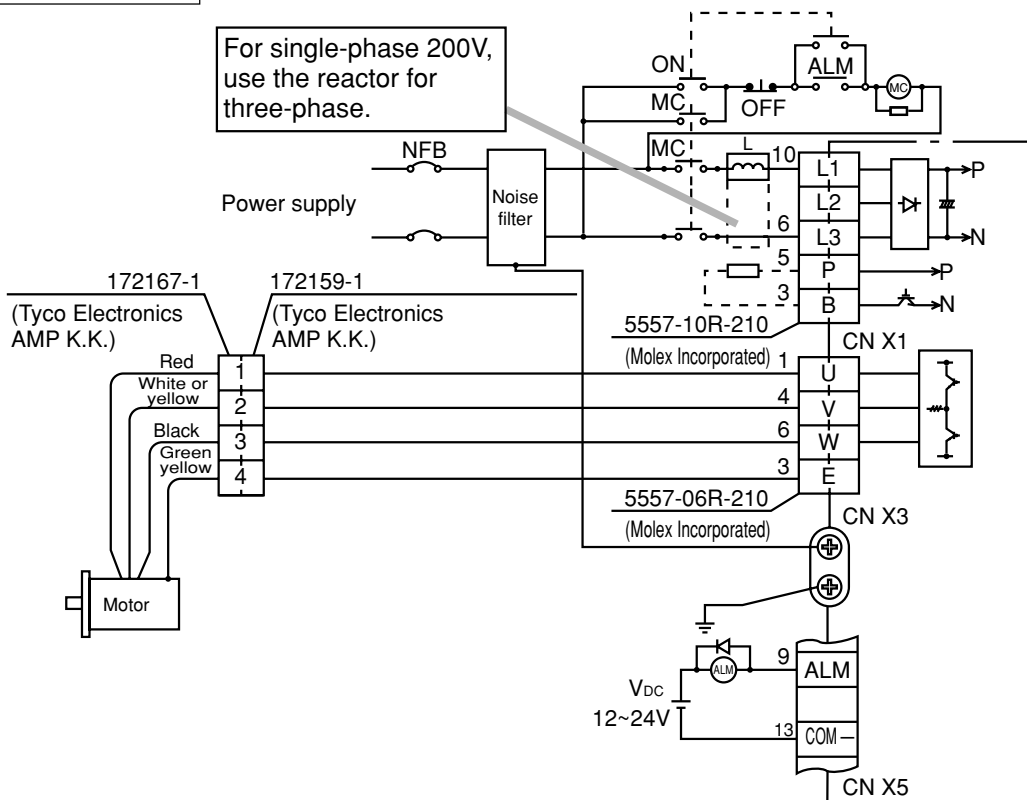 For single-phase 200V,
use the reactor for
three-phase.
ON
MC
OFF
ALM
MC
NFB
MC
L
10
L1
P
Power supply
Noise
filter
L2
6
L3
N
5
P
P
3
B
N
172167-1
172159-1
(Tyco Electronics
AMP K.K.)
(Tyco Electronics
AMP K.K.)
5557-10R-210
(Molex Incorporated)
CN X1
Red
1
1
U
White or
yellow
2
4
V
Black
3
6
W
Green
yellow
4
3
E
5557-06R-210
(Molex Incorporated)
CN X3
Motor
ALM
9
ALM
VDC
12~24V
13
COM –
CN X5